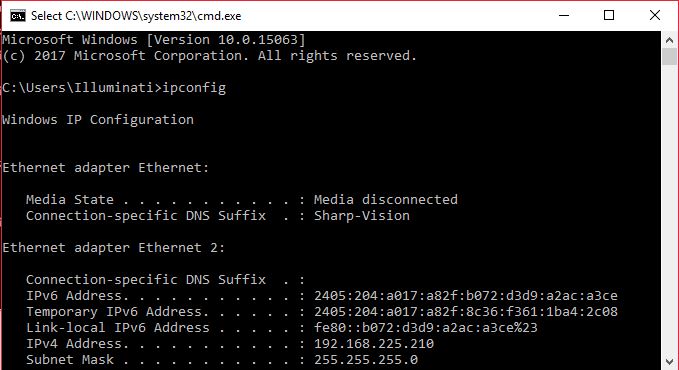 Select C:\WINDOWS\system32\cmd.exe
Microsoft Windows [Version 10.0.15063]
(c) 2017 Microsoft Corporation. All rights reserved.
C:\Users\Illuminati>ipconfig
Windows IP Configuration
Ethernet adapter Ethernet:
Media State . . . . . . . . . . . : Media disconnected
Connection-specific DNS Suffix  . : Sharp-Vision
Ethernet adapter Ethernet 2:
Connection-specific DNS Suffix  . :
IPv6 Address. . . . . . . . . . . : 2405:204:a017:a82f:b072:d3d9:a2ac:a3ce
Temporary IPv6 Address. . . . . . : 2405:204:a017:a82f:8c36:f361:1ba4:2c08
Link-local IPv6 Address . . . . . : fe80::b072:d3d9:a2ac:a3ce%23
IPv4 Address. . . . . . . . . . . : 192.168.225.210
Subnet Mask . . . . . . . . . . . : 255.255.255.0